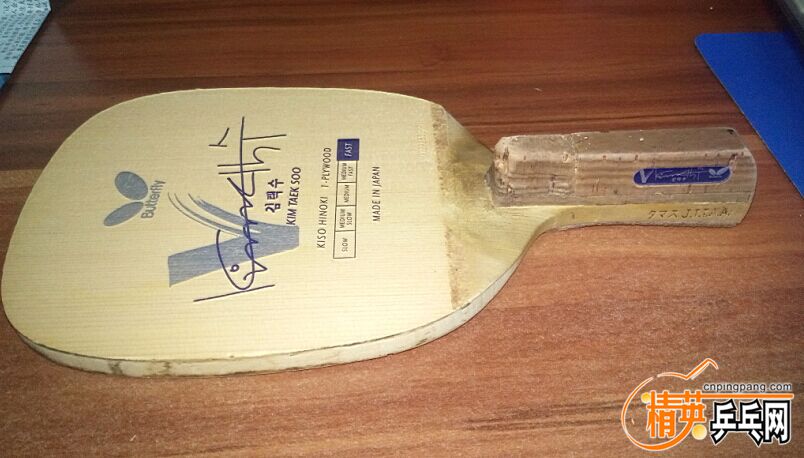 Butterfly
김택수
KIM TAEK SOO
KISO HINOKI 1-PLYWOOD
SLOW
MEDIUM SLOW
MEDIUM
MEDIUM FAST
FAST
MADE IN JAPAN
タマス J.T.T.A.A.
cnpingpang.com
精英乒乓网